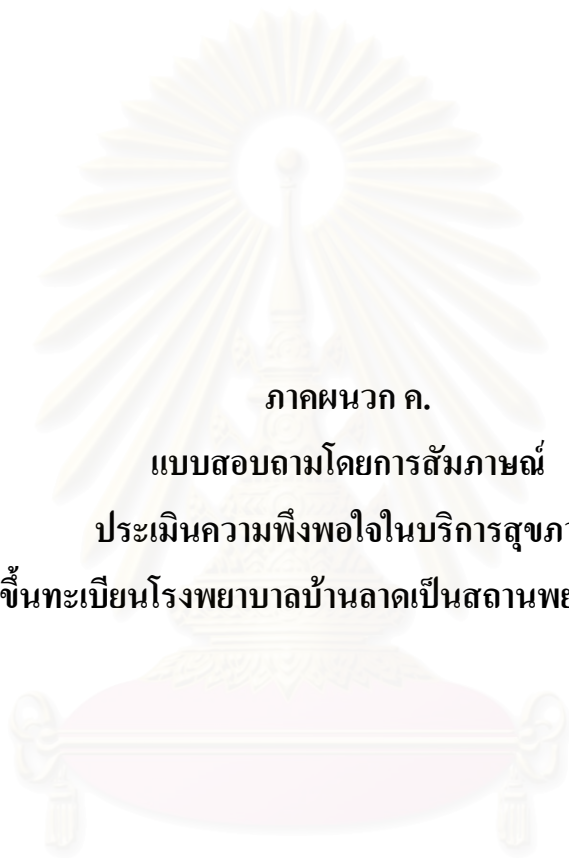 ภาคผนวก ค.
แบบสอบถามโดยการสัมภาษณ์
ประเมินความพึงพอใจในบริการสุขภา
ขึ้นทะเบียนโรงพยาบาลบ้านลาดเป็นสถานพย